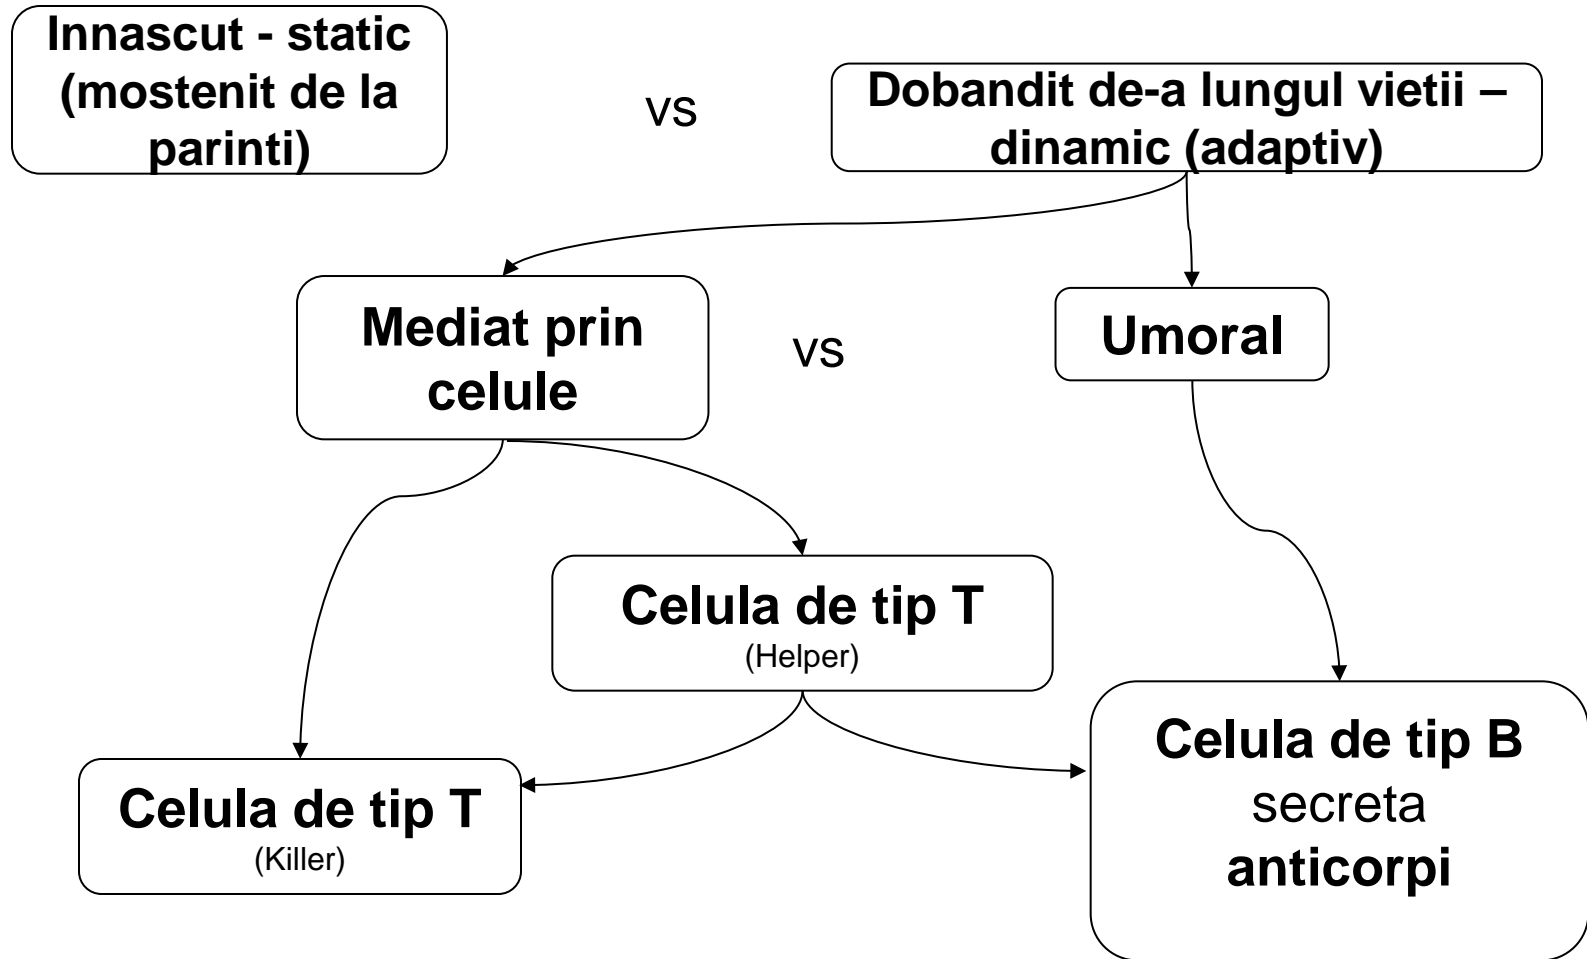 Innascut - static
(mostenit de la
parinti)
vs
Dobandit de-a lungul vietii –
dinamic (adaptiv)
Mediat prin
celule
vs
Umoral
Celula de tip T
(Helper)
Celula de tip T
(Killer)
Celula de tip B
secreta
anticorpi